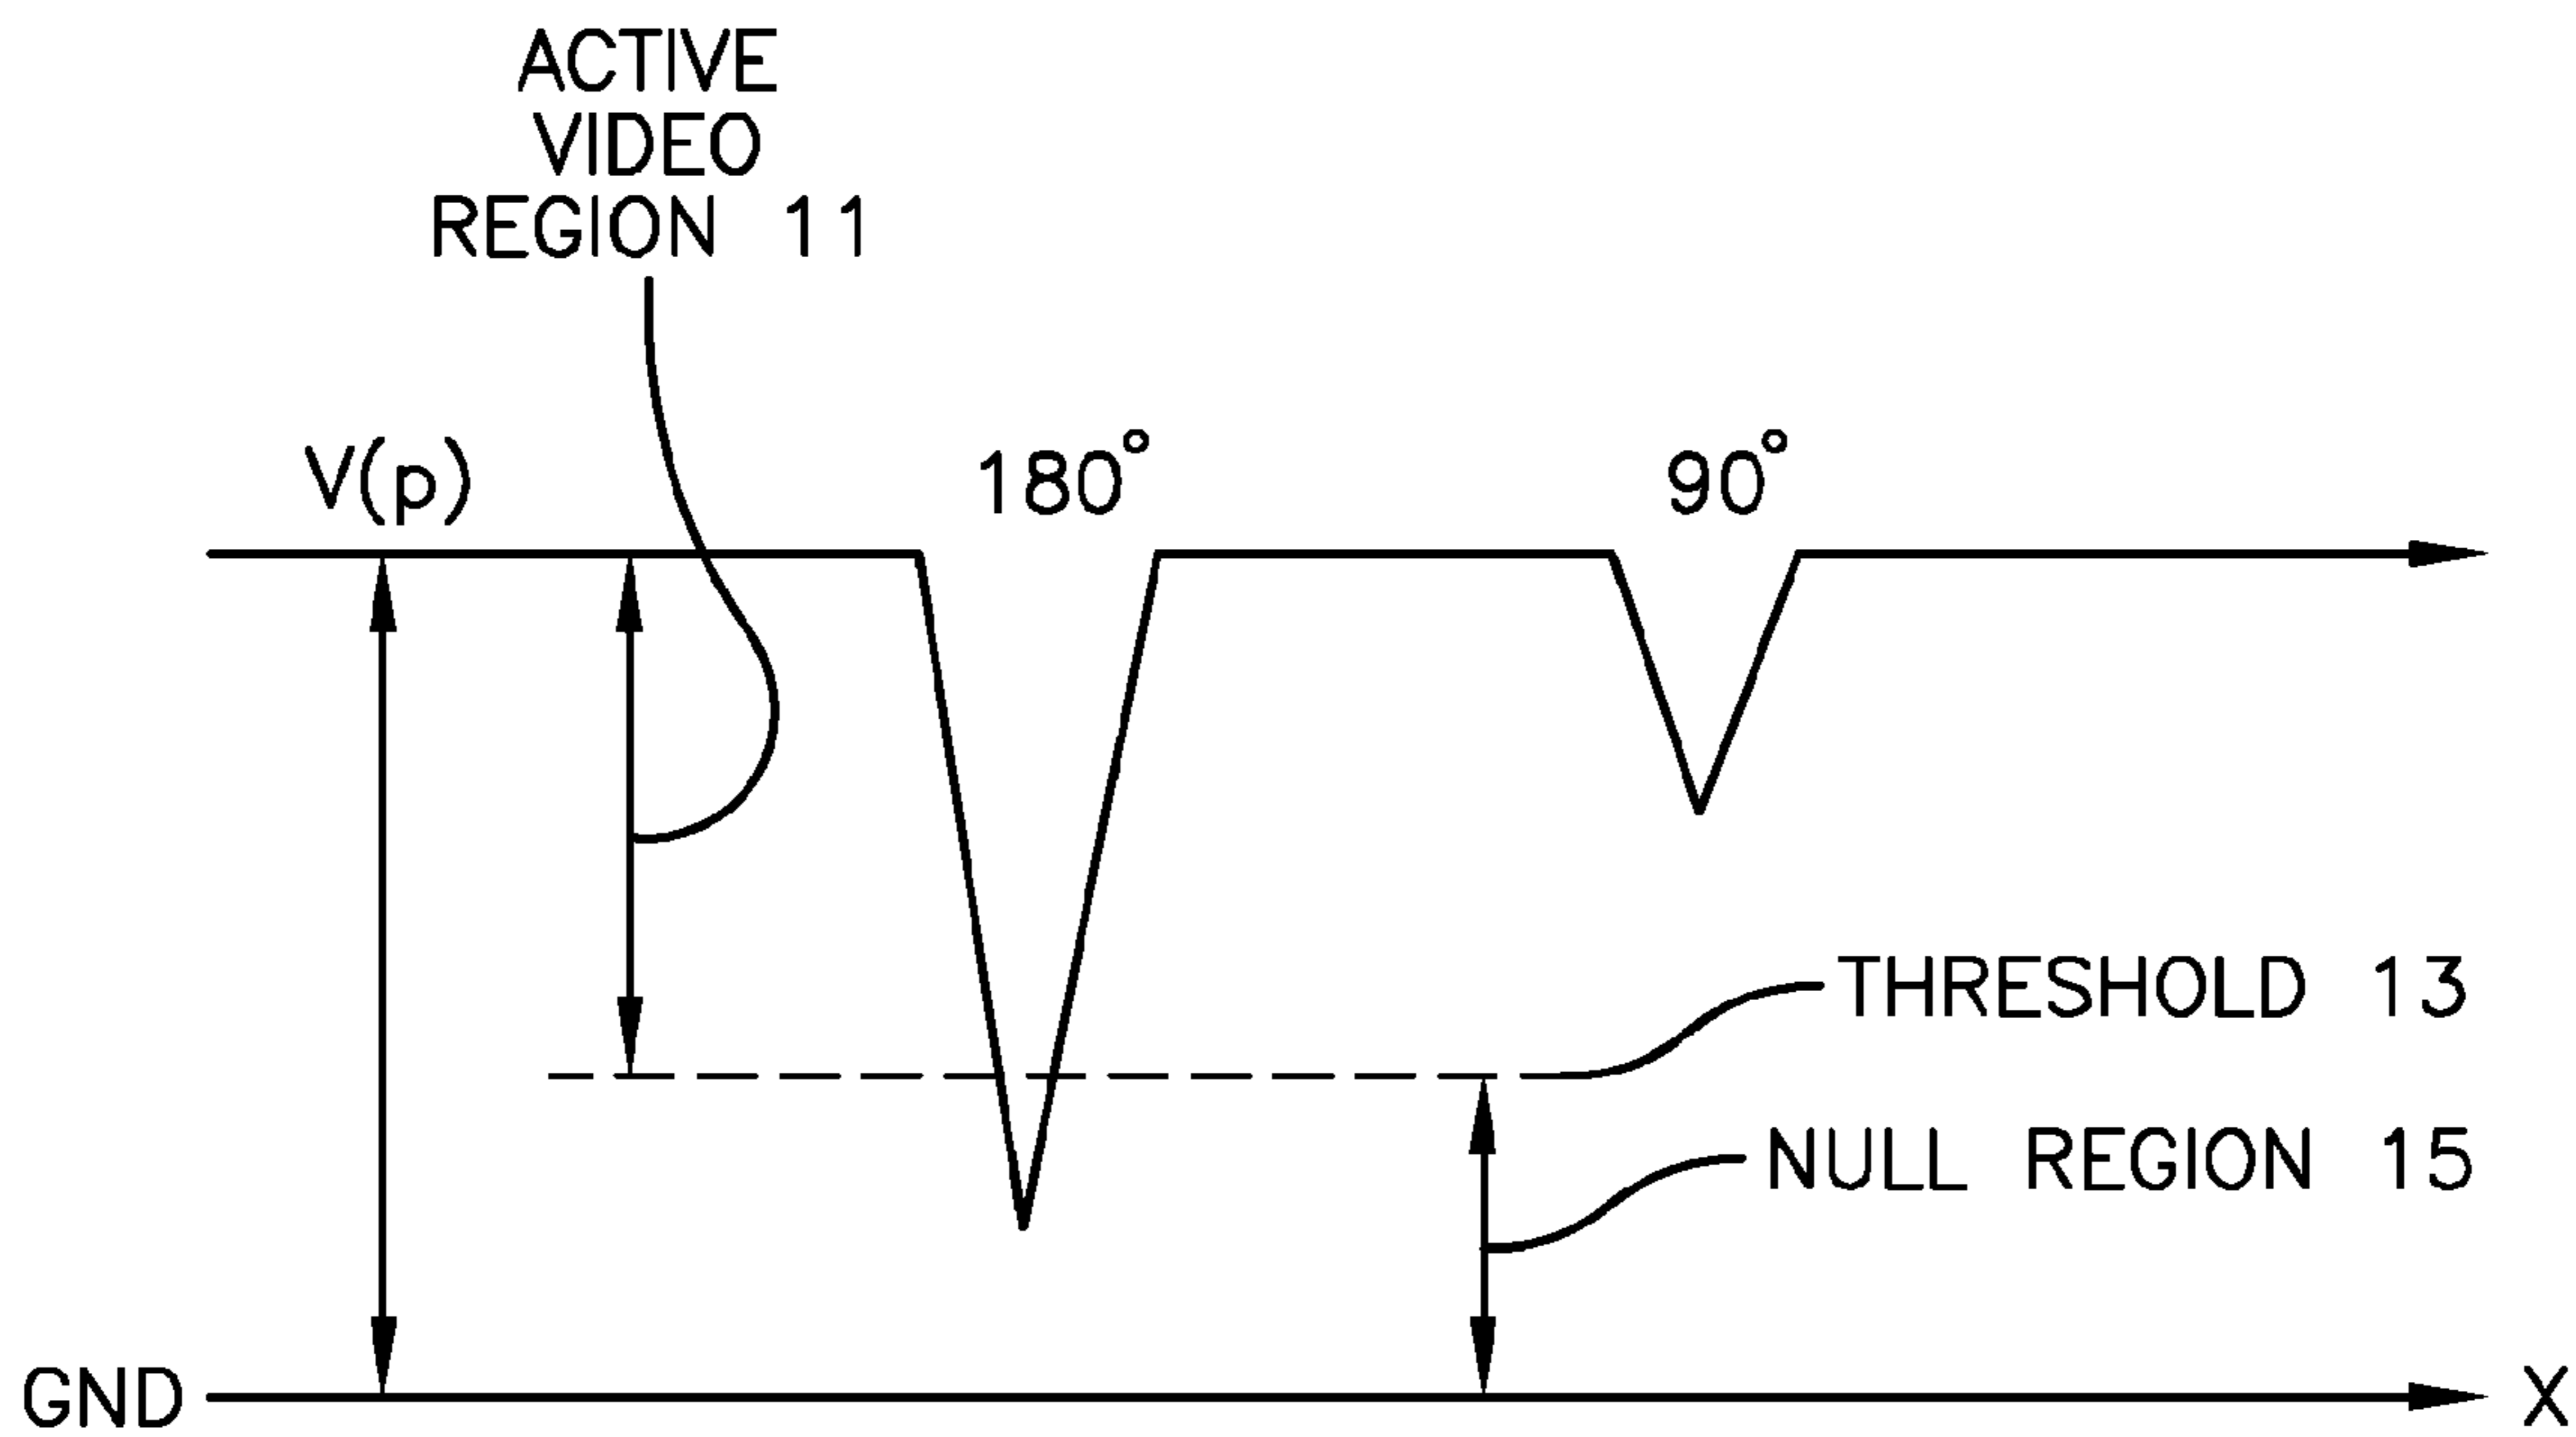 ACTIVE
VIDEO
REGION 11
V(p)
180°
90°
THRESHOLD 13
NULL REGION 15
GND
X